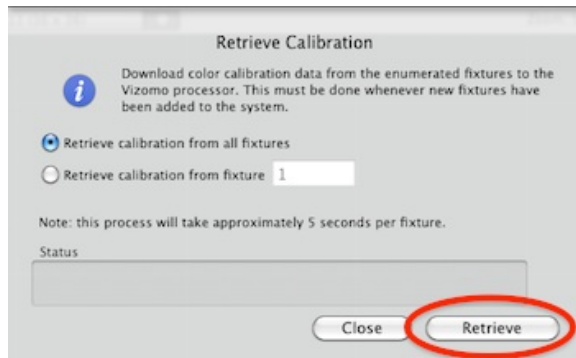 Retrieve Calibration
Download color calibration data from the enumerated fixtures to the
Vizomo processor. This must be done whenever new fixtures have
been added to the system.
Retrieve calibration from all fixtures
Retrieve calibration from fixture 1
Note: this process will take approximately 5 seconds per fixture.
Status
Close Retrieve